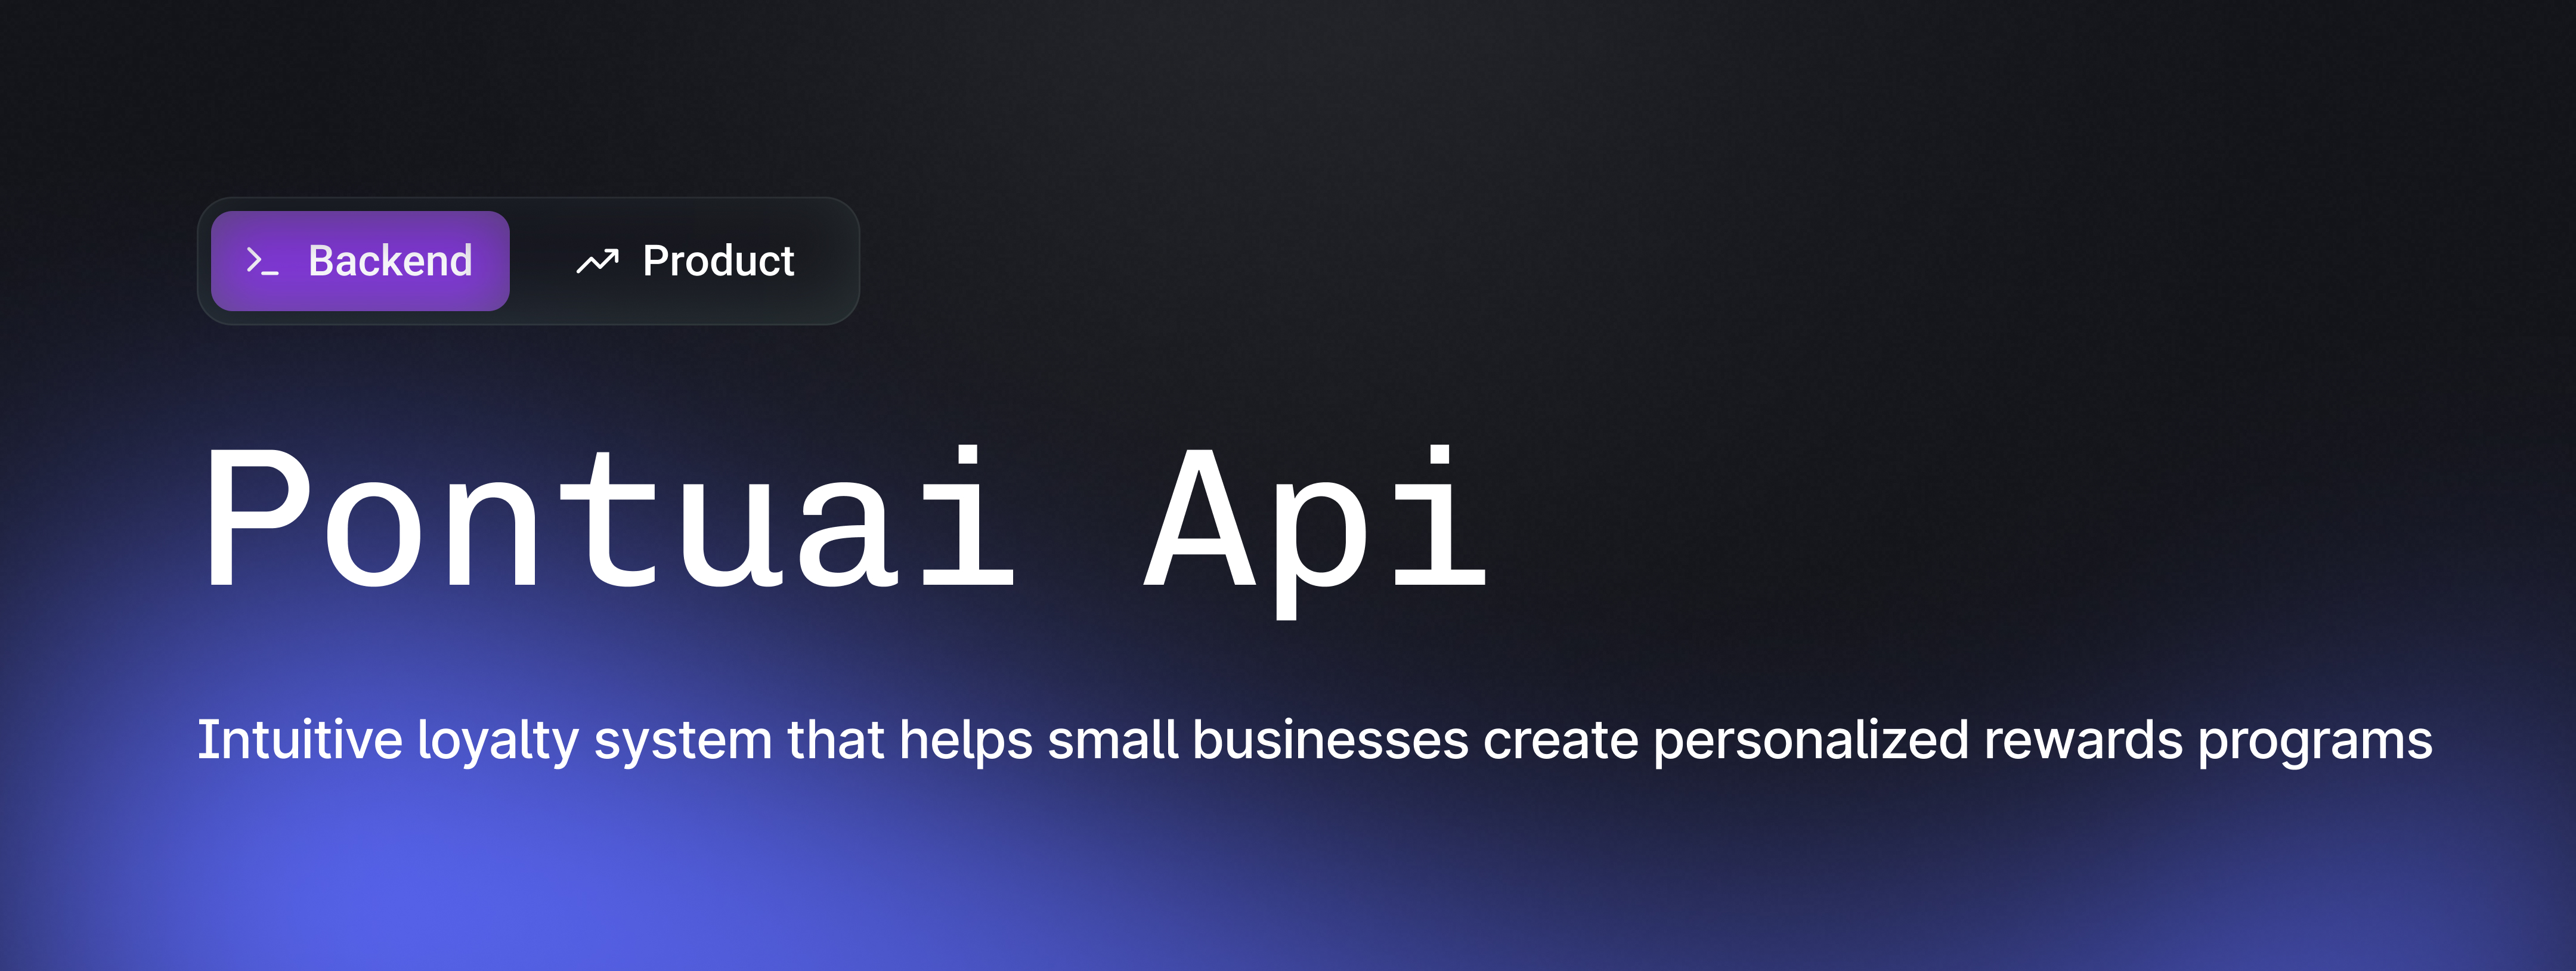 Backend Product
Pontuai Api
Intuitive loyalty system that helps small businesses create personalized rewards programs